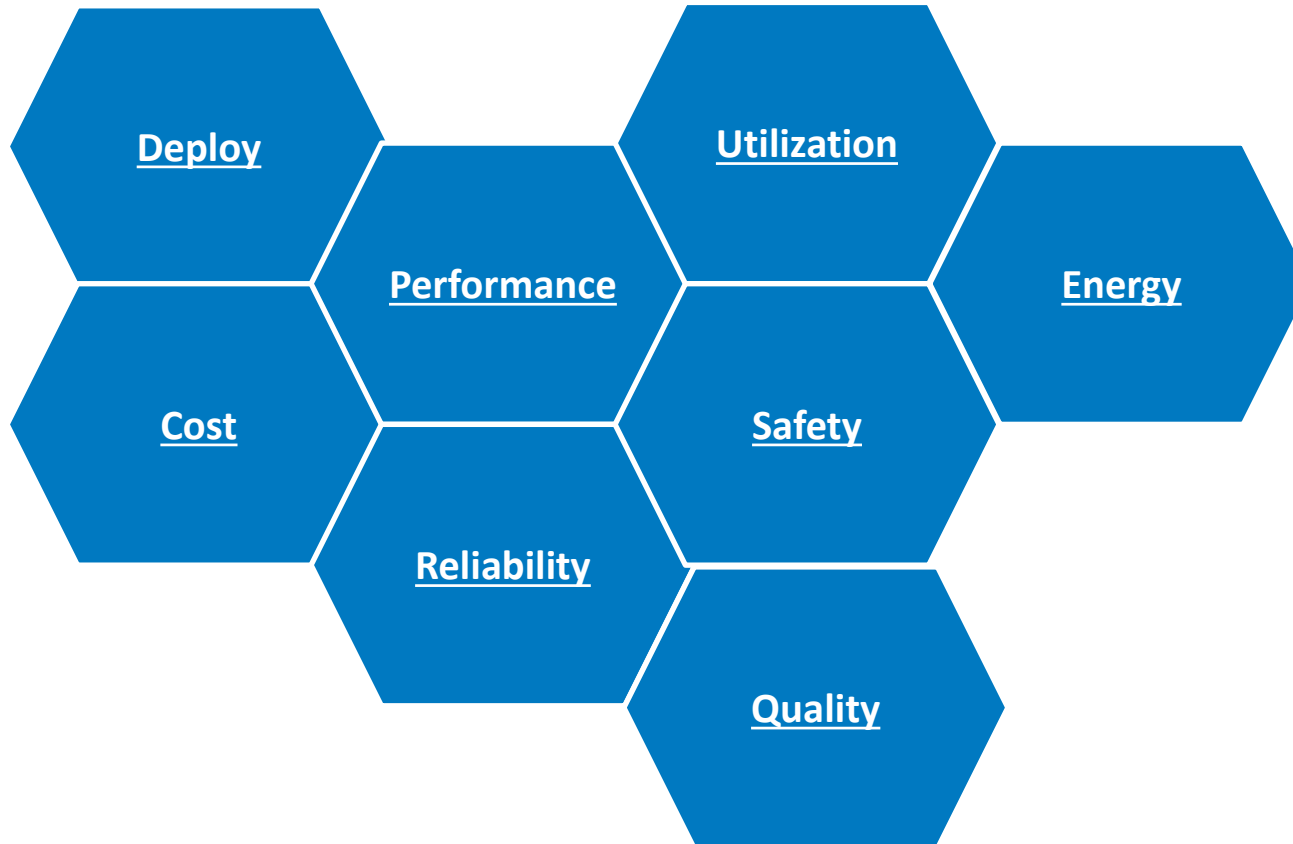 Deploy
Utilization
Performance
Energy
Cost
Safety
Reliability
Quality